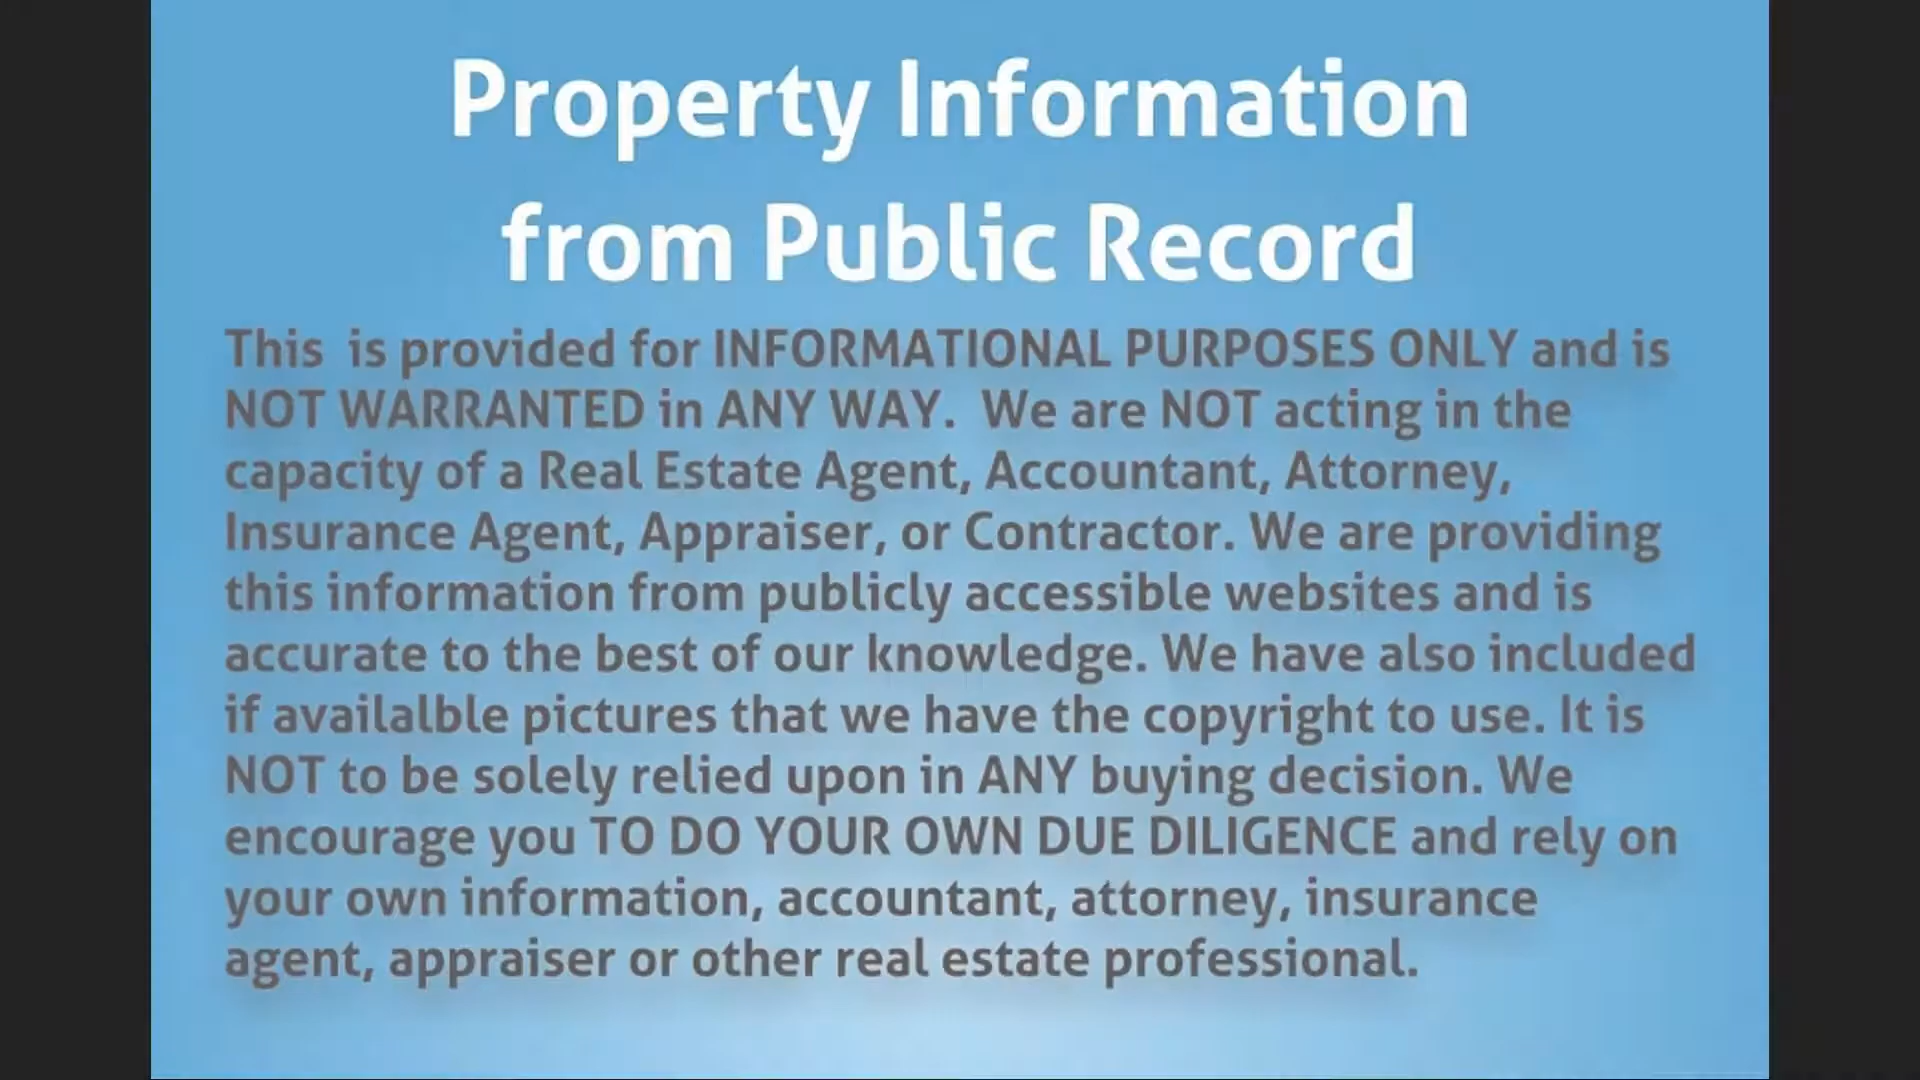 Property Information
from Public Record
This  is provided for INFORMATIONAL PURPOSES ONLY and is
NOT WARRANTED in ANY WAY.  We are NOT acting in the
capacity of a Real Estate Agent, Accountant, Attorney,
Insurance Agent, Appraiser, or Contractor. We are providing
this information from publicly accessible websites and is
accurate to the best of our knowledge. We have also included
if availalble pictures that we have the copyright to use. It is
NOT to be solely relied upon in ANY buying decision. We
encourage you TO DO YOUR OWN DUE DILIGENCE and rely on
your own information, accountant, attorney, insurance
agent, appraiser or other real estate professional.